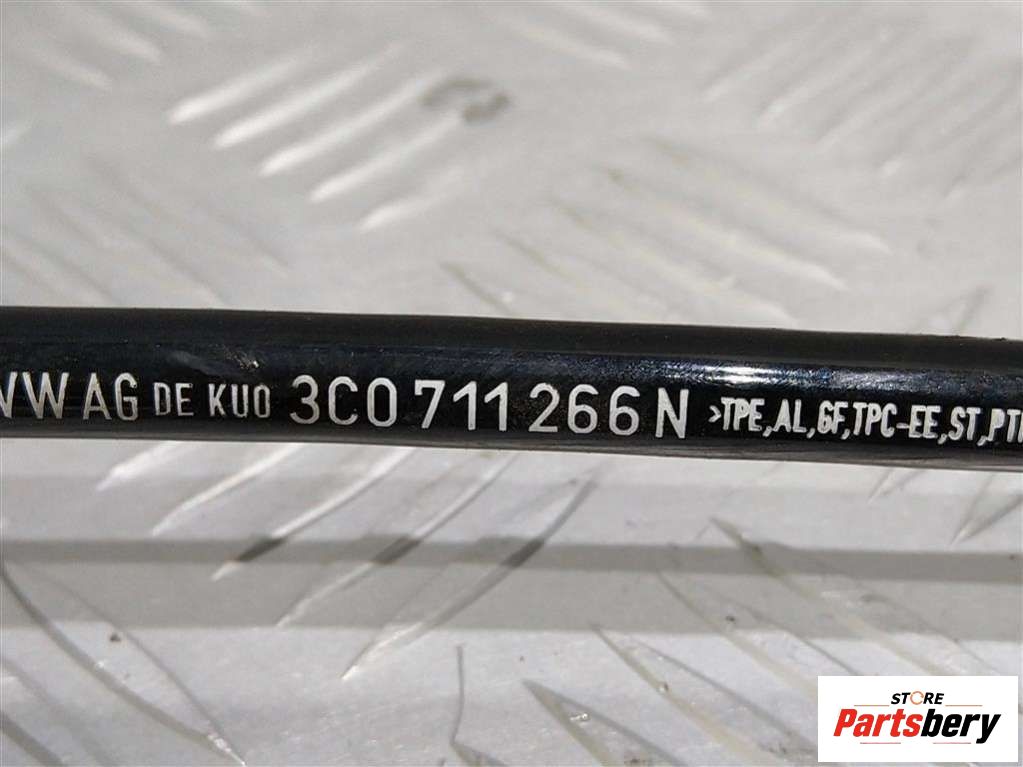 VW AG DE KUO 3C0 711 266 N >TPE,AL,GF,TPC-EE,ST,
STORE
Partsbery